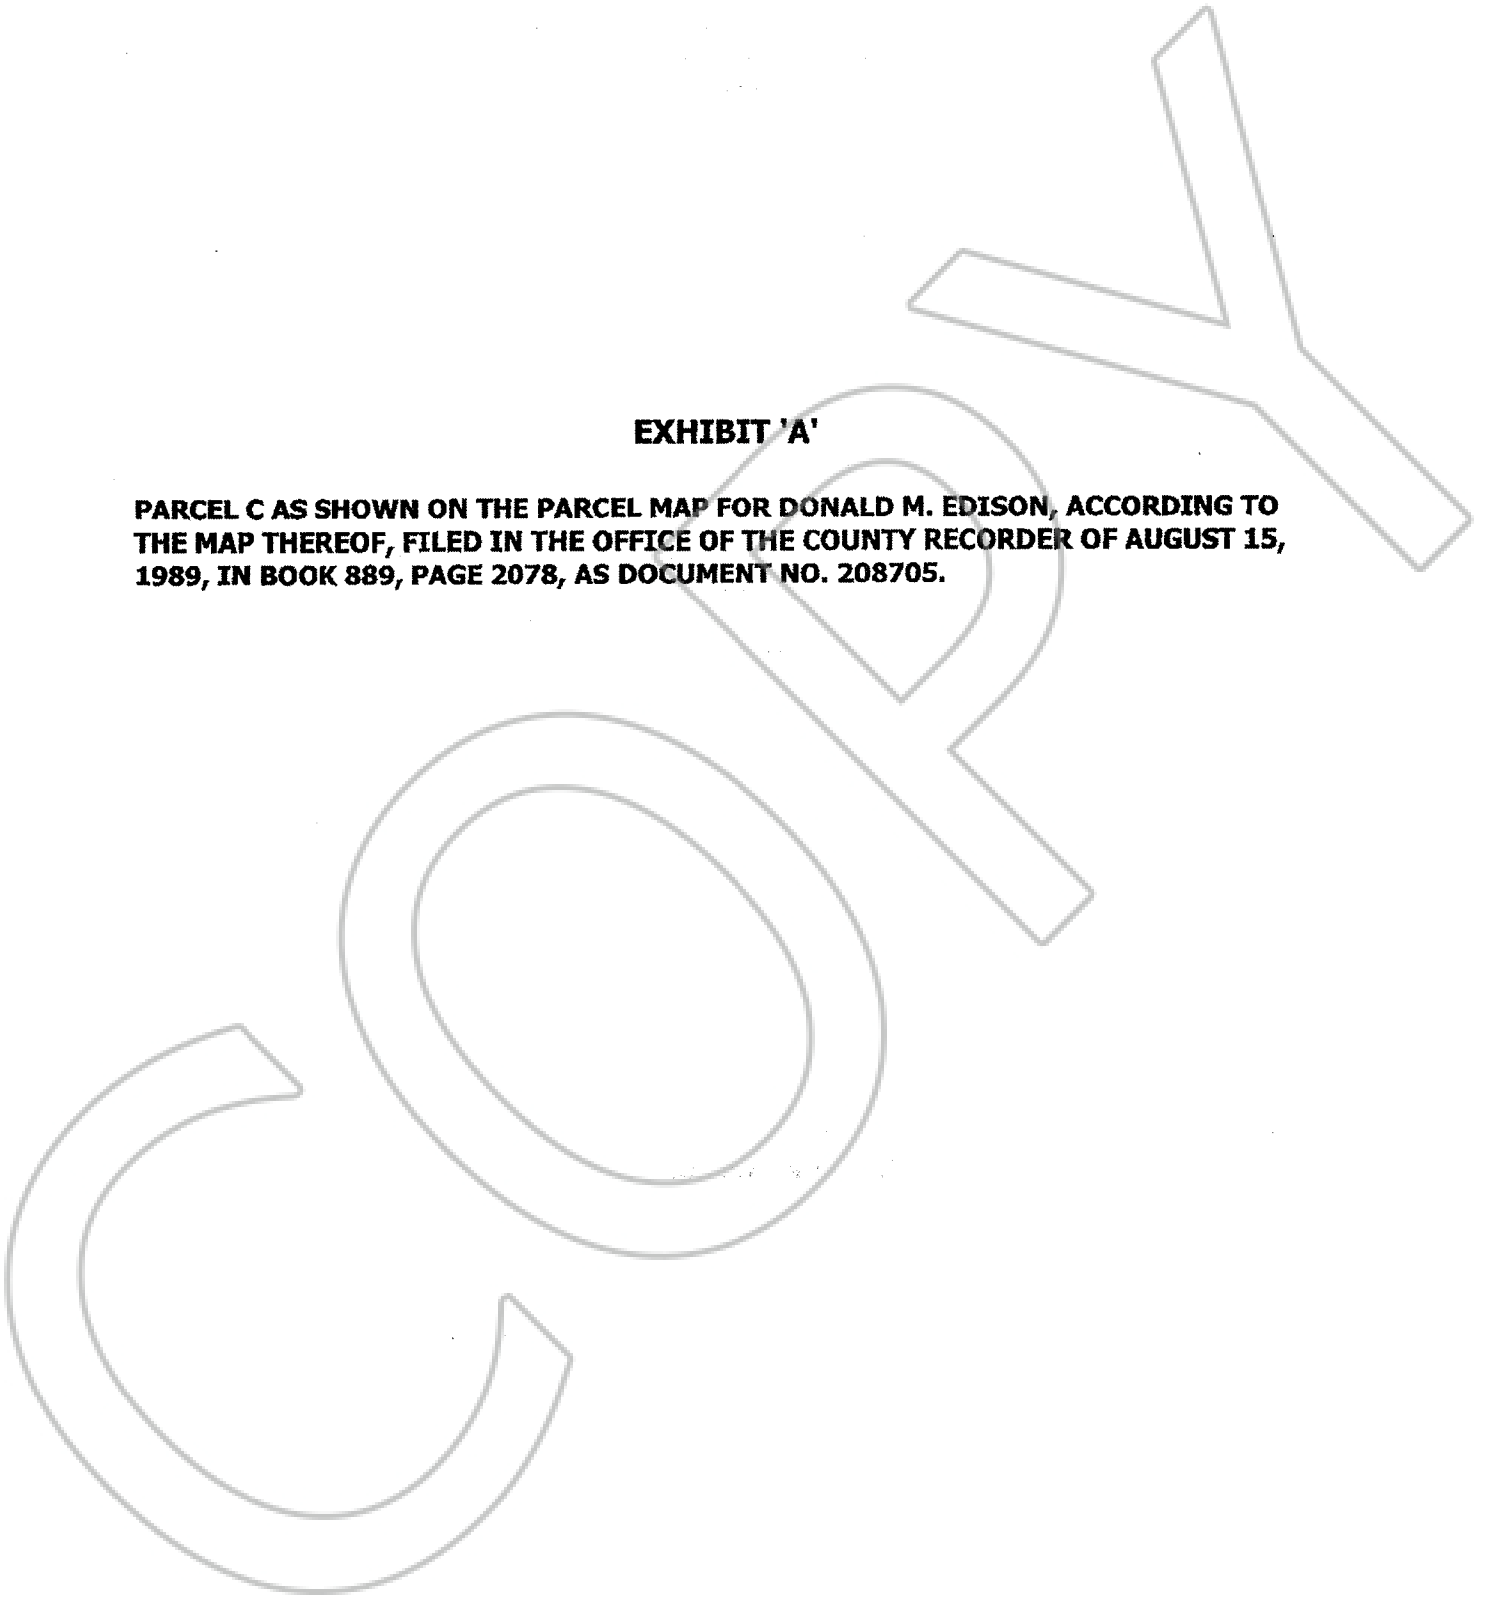 EXHIBIT 'A'
PARCEL C AS SHOWN ON THE PARCEL MAP FOR DONALD M. EDISON, ACCORDING TO
THE MAP THEREOF, FILED IN THE OFFICE OF THE COUNTY RECORDER OF AUGUST 15,
1989, IN BOOK 889, PAGE 2078, AS DOCUMENT NO. 208705.
COPY